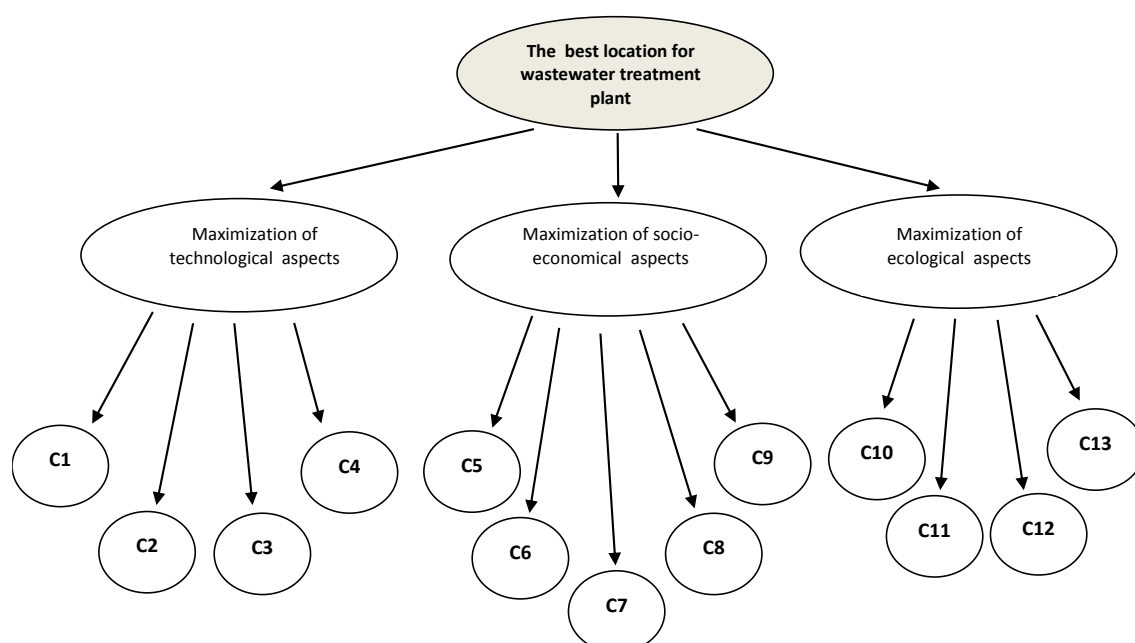 The best location for
wastewater treatment
plant
Maximization of
technological aspects
Maximization of socio-
economical aspects
Maximization of
ecological aspects
C1
C2
C3
C4
C5
C6
C7
C8
C9
C10
C11
C12
C13